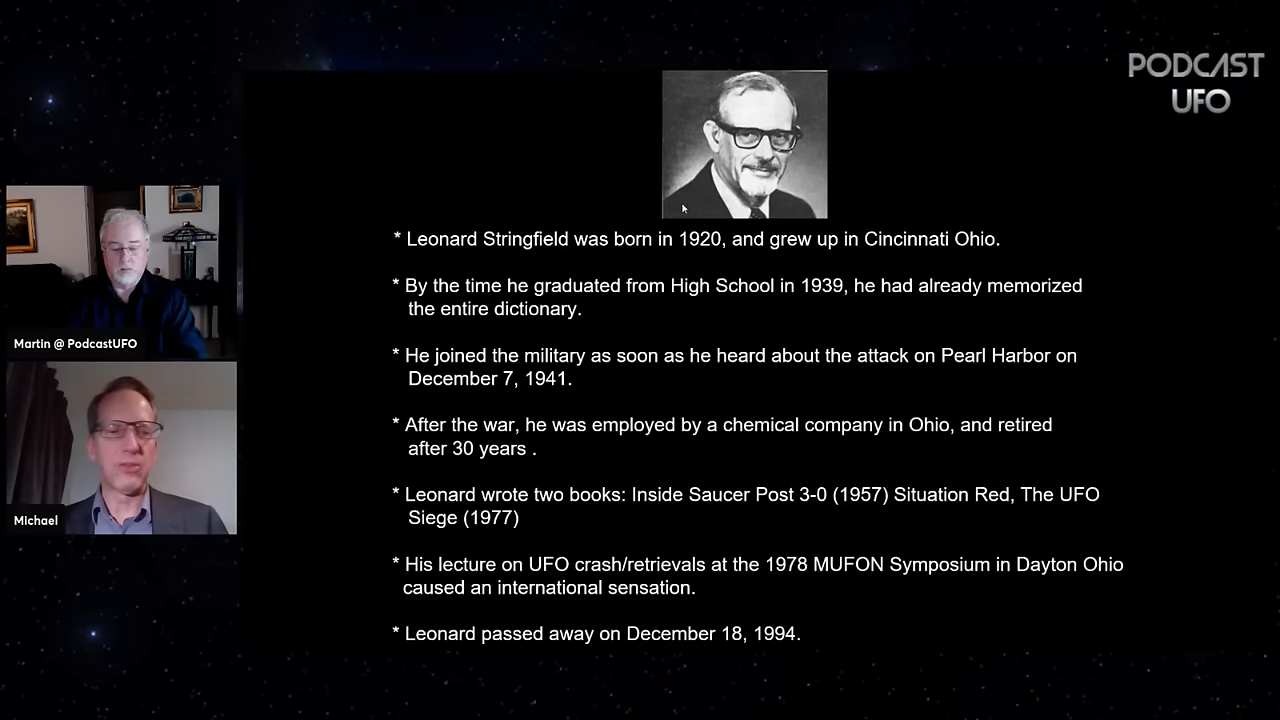 PODCAST
UFO
* Leonard Stringfield was born in 1920, and grew up in Cincinnati Ohio.
* By the time he graduated from High School in 1939, he had already memorized
the entire dictionary.
* He joined the military as soon as he heard about the attack on Pearl Harbor on
December 7, 1941.
* After the war, he was employed by a chemical company in Ohio, and retired
after 30 years .
* Leonard wrote two books: Inside Saucer Post 3-0 (1957) Situation Red, The UFO
Siege (1977)
* His lecture on UFO crash/retrievals at the 1978 MUFON Symposium in Dayton Ohio
caused an international sensation.
* Leonard passed away on December 18, 1994.
Martin @ PodcastUFO
Michael